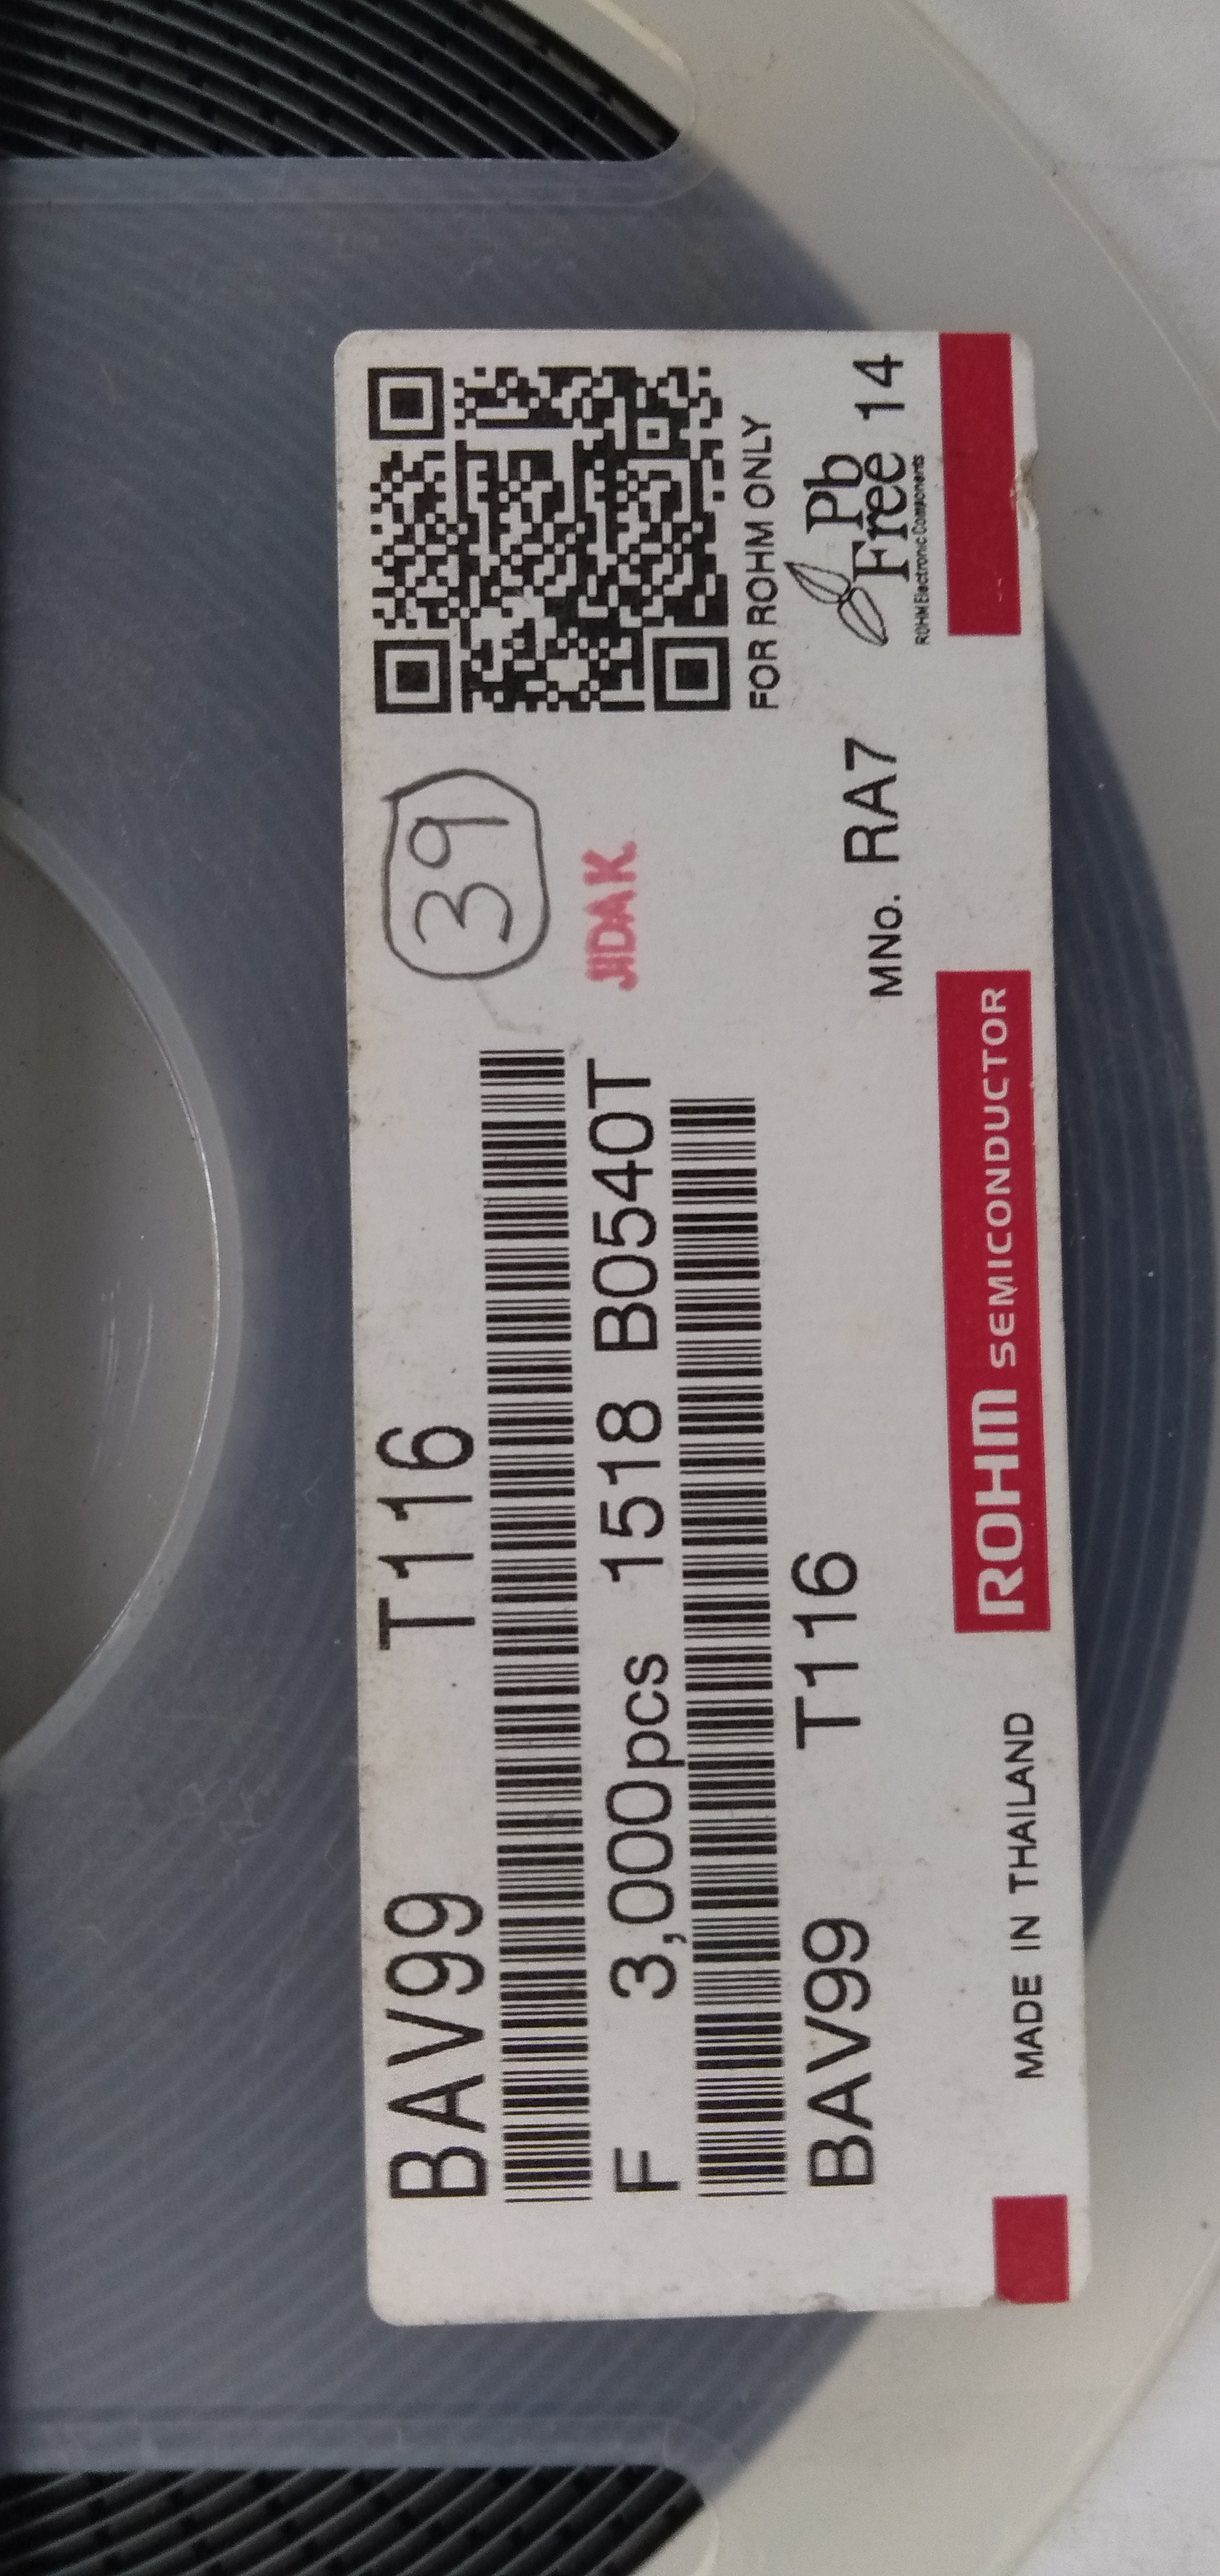 BAV99 T116
39
F 3,000pcs 1518 B0540T
JIDAK
FOR ROHM ONLY
BAV99 T116
MNo. RA7
Pb
Free 14
ROHM Electronic Components
MADE IN THAILAND
ROHM SEMICONDUCTOR